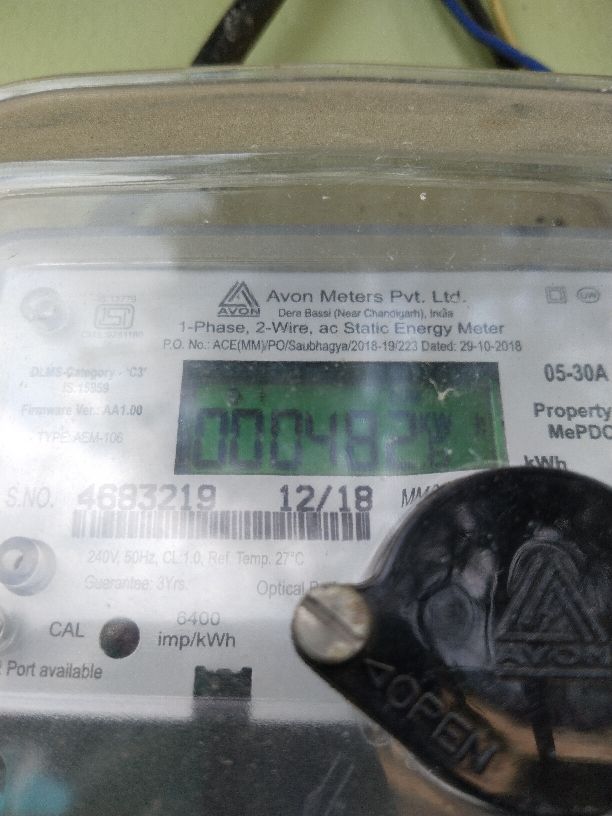 Avon Meters Pvt. Ltd.
AVON
Dera Bassi (Near Chandigarh), India
1-Phase, 2-Wire, ac Static Energy Meter
P.O. No.: ACE(MM)/PO/Saubhagya/2018-19/223 Dated: 29-10-2018
DLMS-Category - 'C3'
IS:15959
Firmware Ver.: AA1.00
TYPE: AEM-106
05-30A
Property
MePDC
000482
kWh
S.NO. 4683219 12/18
240V, 50Hz, CL:1.0, Ref. Temp. 27°C
Guarantee: 3Yrs.
Optical
CAL
6400
imp/kWh
Port available
AVON
OPEN